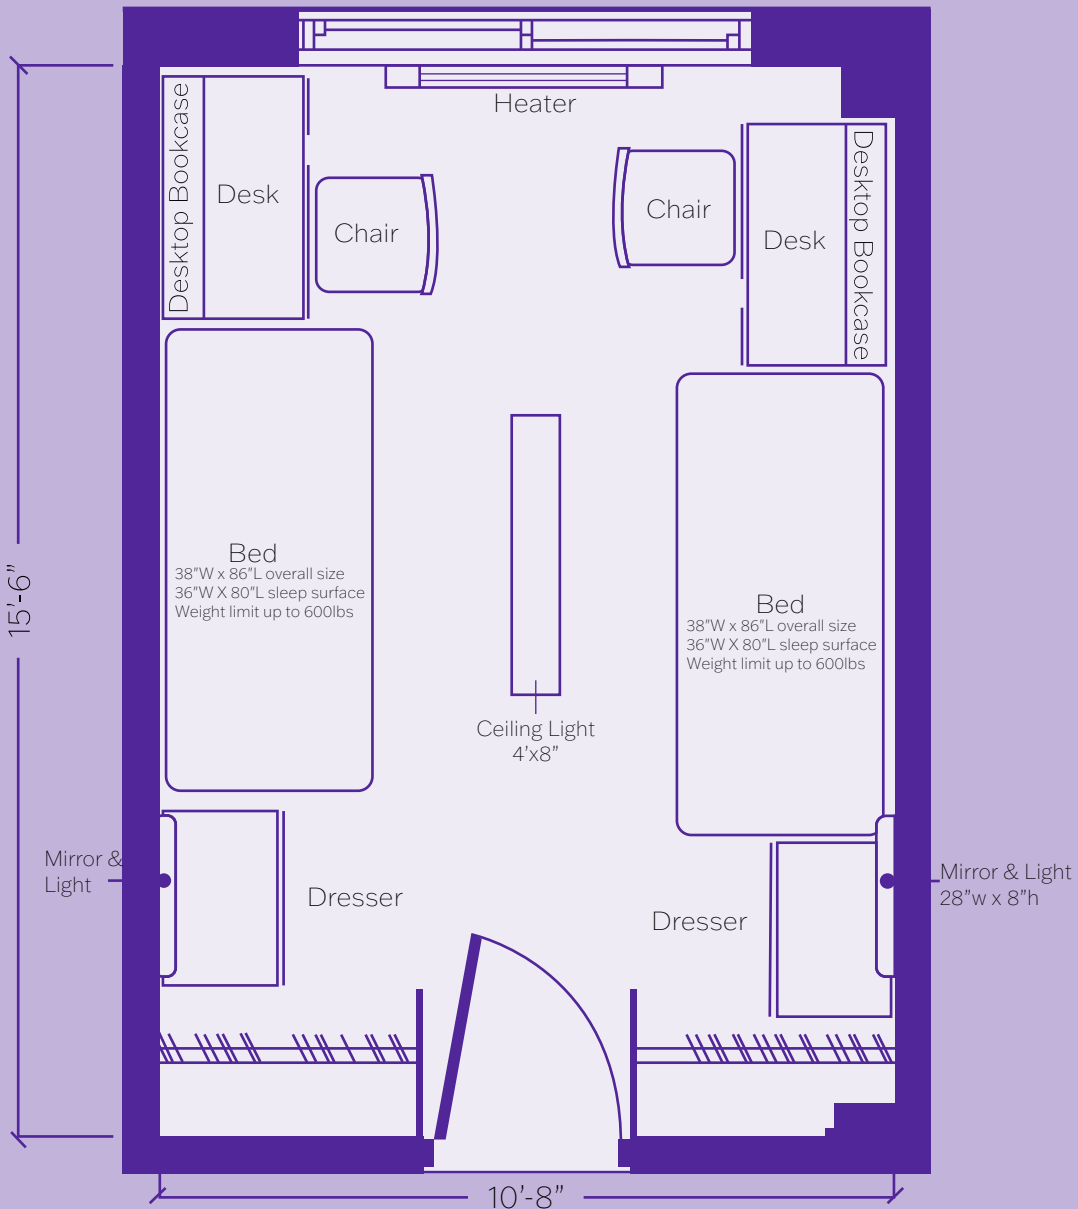 Heater
Desktop Bookcase
Desk
Chair
Chair
Desk
Desktop Bookcase
Bed
38"W x 86"L overall size
36"W X 80"L sleep surface
Weight limit up to 600lbs
Bed
38"W x 86"L overall size
36"W X 80"L sleep surface
Weight limit up to 600lbs
15'-6"
Ceiling Light
4'x8"
Mirror &
Light
Dresser
Dresser
Mirror & Light
28"w x 8"h
10'-8"